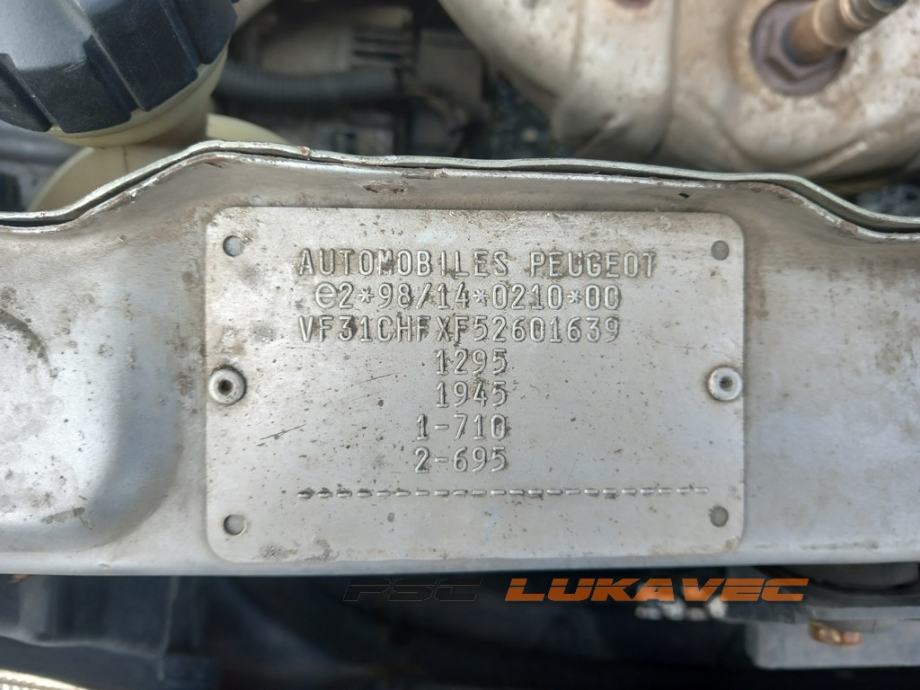 AUTOMOBILES PEUGEOT
e2*98/14*0210*00
VF31CHFXF52601639
1295
1945
1-710
2-695
PSC LUKAVEC